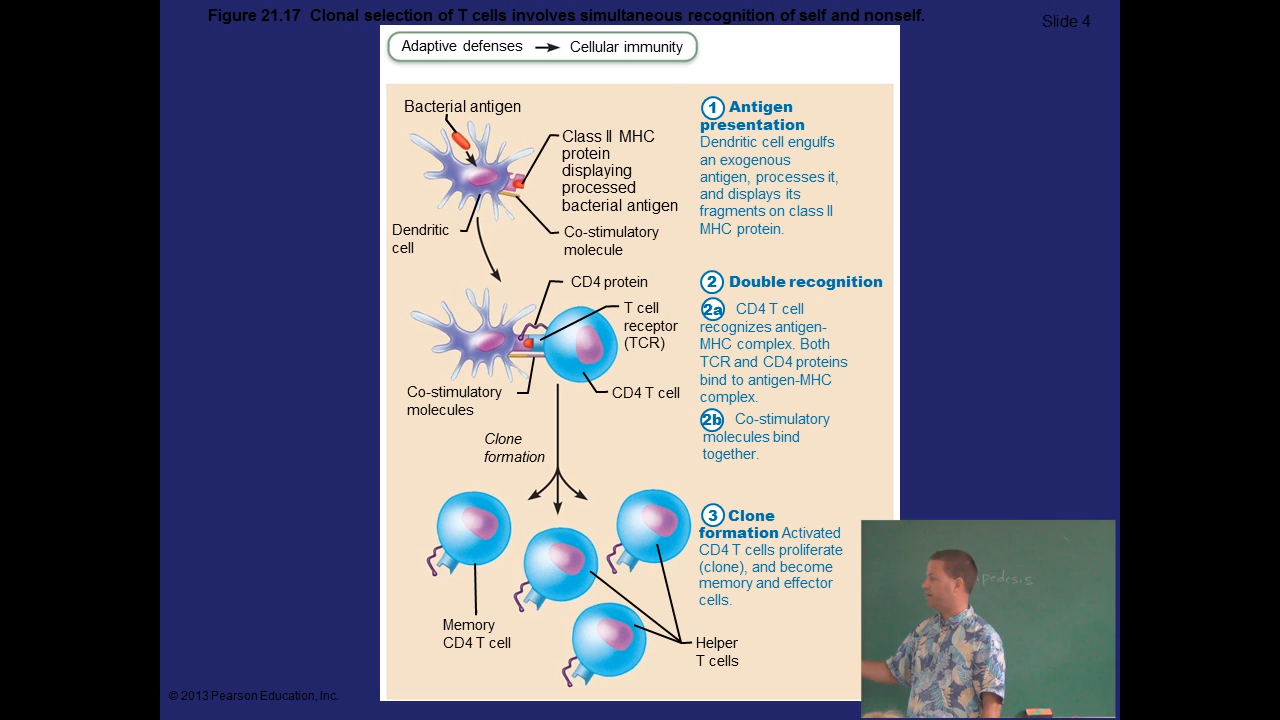 Figure 21.17 Clonal selection of T cells involves simultaneous recognition of self and nonself.
Slide 4
Adaptive defenses → Cellular immunity
Bacterial antigen
Class II MHC
protein
displaying
processed
bacterial antigen
Dendritic
cell
Co-stimulatory
molecule
1 Antigen
presentation
Dendritic cell engulfs
an exogenous
antigen, processes it,
and displays its
fragments on class II
MHC protein.
CD4 protein
T cell
receptor
(TCR)
Co-stimulatory
molecules
CD4 T cell
2 Double recognition
2a CD4 T cell
recognizes antigen-
MHC complex. Both
TCR and CD4 proteins
bind to antigen-MHC
complex.
2b Co-stimulatory
molecules bind
together.
Clone
formation
3 Clone
formation Activated
CD4 T cells proliferate
(clone), and become
memory and effector
cells.
Memory
CD4 T cell
Helper
T cells
pedesis
© 2013 Pearson Education, Inc.